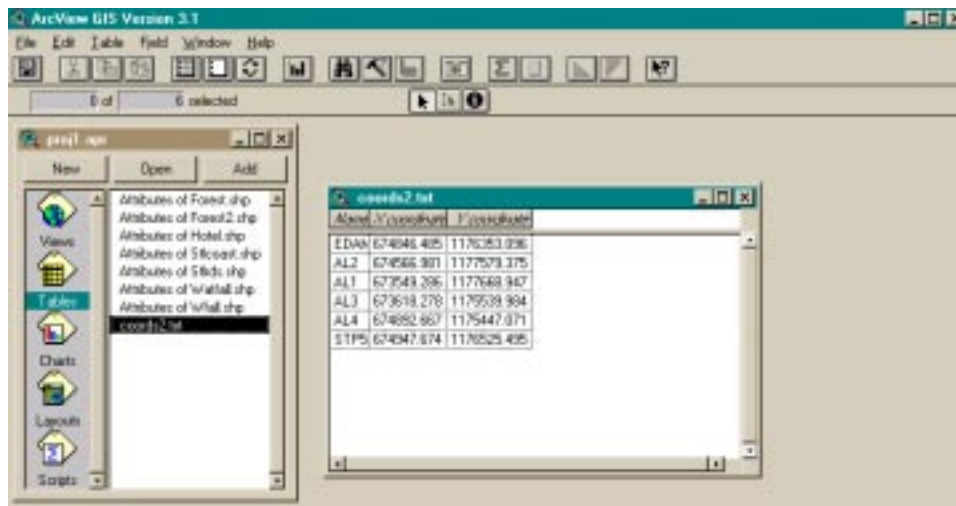 ArcView GIS Version 3.1
File Edit Table Field Window Help
0 of 6 selected
proj1.apr
New Open Add
Views
Tables
Charts
Layouts
Scripts
Attributes of Forest.shp
Attributes of Forest2.shp
Attributes of Hotel.shp
Attributes of Stlcoast.shp
Attributes of Stlrds.shp
Attributes of Watfall.shp
Attributes of Wfall.shp
coords2.txt
coords2.txt
Name X coordinate Y coordinate
EDAN 674846.485 1176353.096
AL2 674566.981 1177579.375
AL1 673549.286 1177668.947
AL3 673618.278 1175539.984
AL4 674892.667 1175447.071
STP5 674947.674 1176525.495